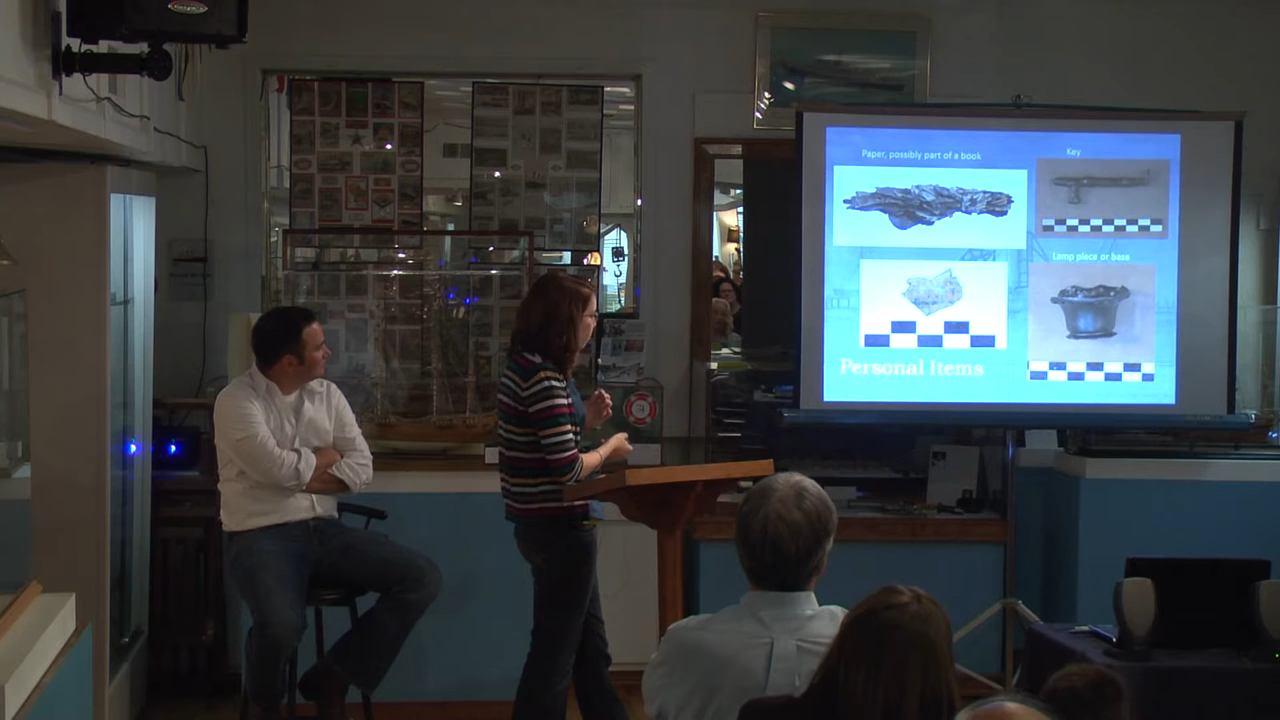 Paper, possibly part of a book
Key
Lamp piece or base
Personal Items